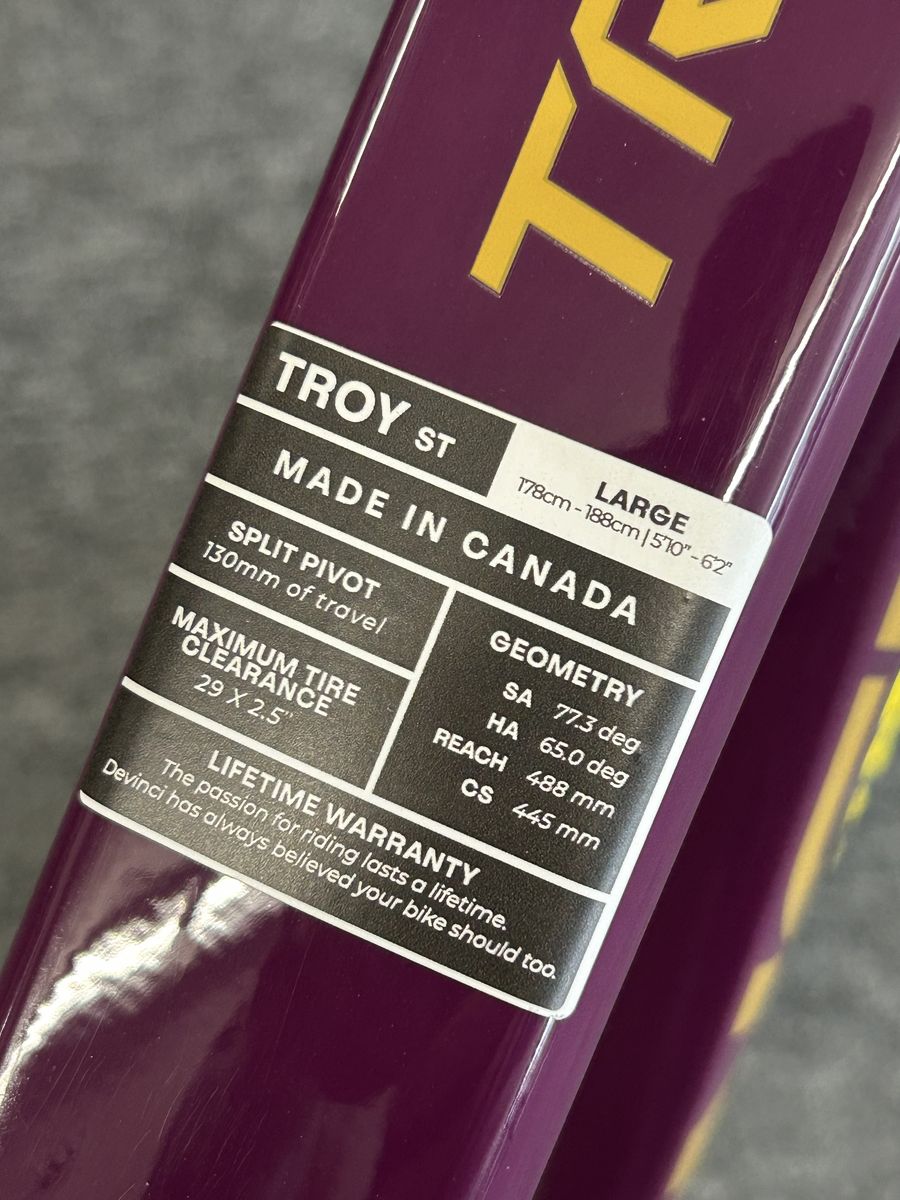 TR
TROY ST
LARGE
178cm - 188cm | 5'10" - 6'2"
MADE IN CANADA
SPLIT PIVOT
130mm of travel
MAXIMUM TIRE
CLEARANCE
29 X 2.5"
GEOMETRY
SA 77.3 deg
HA 65.0 deg
REACH 488 mm
CS 445 mm
LIFETIME WARRANTY
The passion for riding lasts a lifetime.
Devinci has always believed your bike should too.